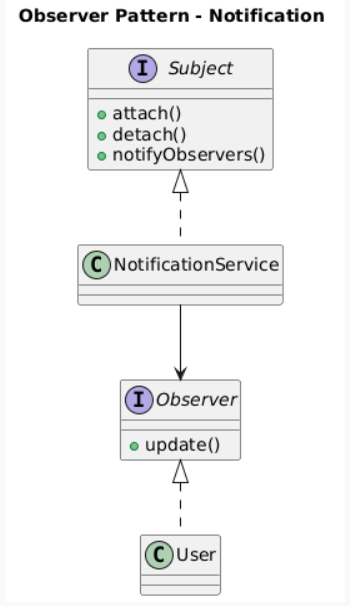 Observer Pattern - Notification
I Subject
attach()
detach()
notifyObservers()
C NotificationService
I Observer
update()
C User